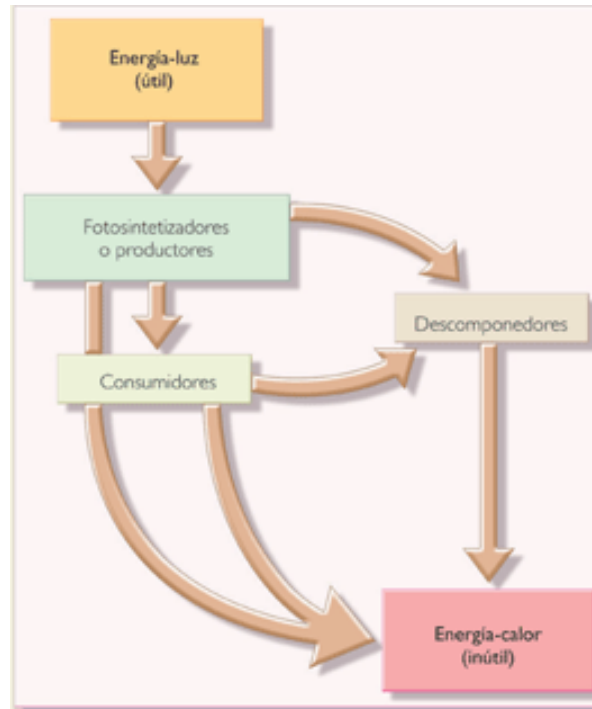 Energía-luz
(útil)
Fotosintetizadores
o productores
Descomponedores
Consumidores
Energía-calor
(inútil)